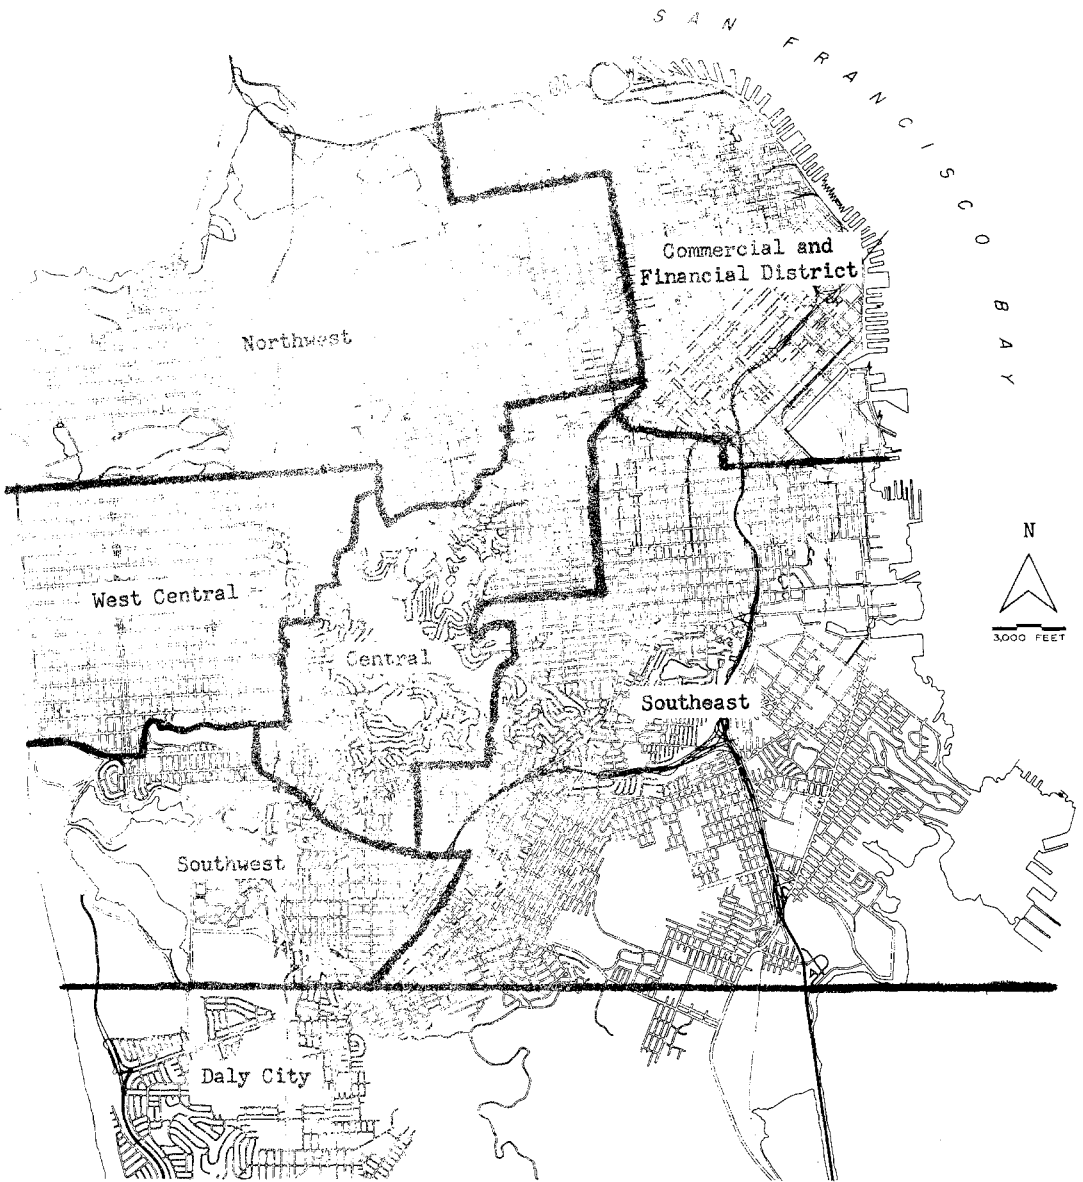 SAN FRANCISCO BAY
Commercial and
Financial District
Northwest
N
3,000 FEET
West Central
Central
Southeast
Southwest
Daly City